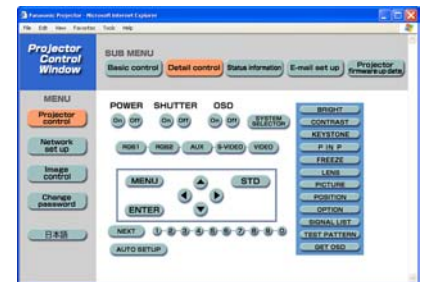 Panasonic Projector - Microsoft Internet Explorer
File Edit View Favorites Tools Help
Projector
Control
Window
SUB MENU
Basic control
Detail control
Status information
E-mail set up
Projector
firmware update
MENU
Projector
control
Network
set up
Image
control
Change
password
日本語
POWER SHUTTER OSD
On Off On Off On Off
SYSTEM
SELECTOR
RGB1 RGB2 AUX S-VIDEO VIDEO
MENU
STD
ENTER
NEXT 1 2 3 4 5 6 7 8 9 0
AUTO SETUP
BRIGHT
CONTRAST
KEYSTONE
P IN P
FREEZE
LENS
PICTURE
POSITION
OPTION
SIGNAL LIST
TEST PATTERN
GET OSD